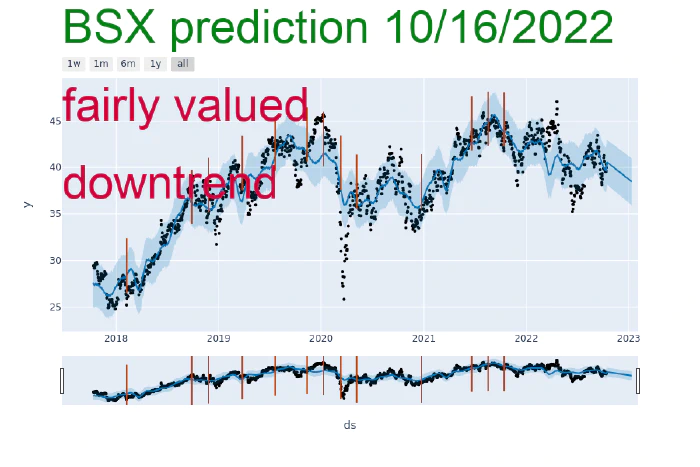 BSX prediction 10/16/2022
1w 1m 6m 1y all
fairly valued
downtrend
45
40
35
30
25
y
2018 2019 2020 2021 2022 2023
ds